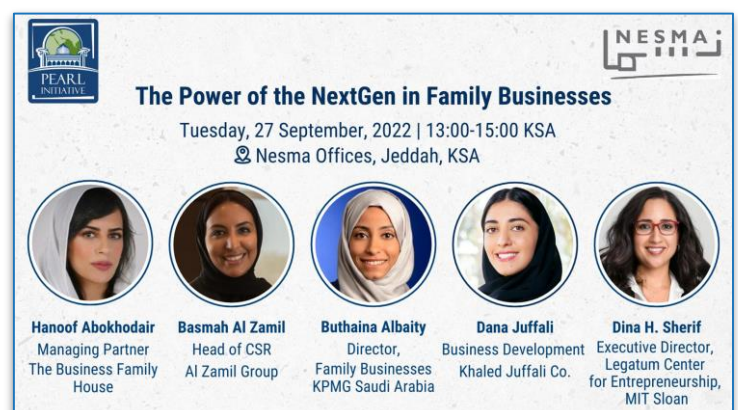 PEARL
INITIATIVE
NESMA
نسما
The Power of the NextGen in Family Businesses
Tuesday, 27 September, 2022 | 13:00-15:00 KSA
Nesma Offices, Jeddah, KSA
Hanoof Abokhodair
Managing Partner
The Business Family
House
Basmah Al Zamil
Head of CSR
Al Zamil Group
Buthaina Albaity
Director,
Family Businesses
KPMG Saudi Arabia
Dana Juffali
Business Development
Khaled Juffali Co.
Dina H. Sherif
Executive Director,
Legatum Center
for Entrepreneurship,
MIT Sloan